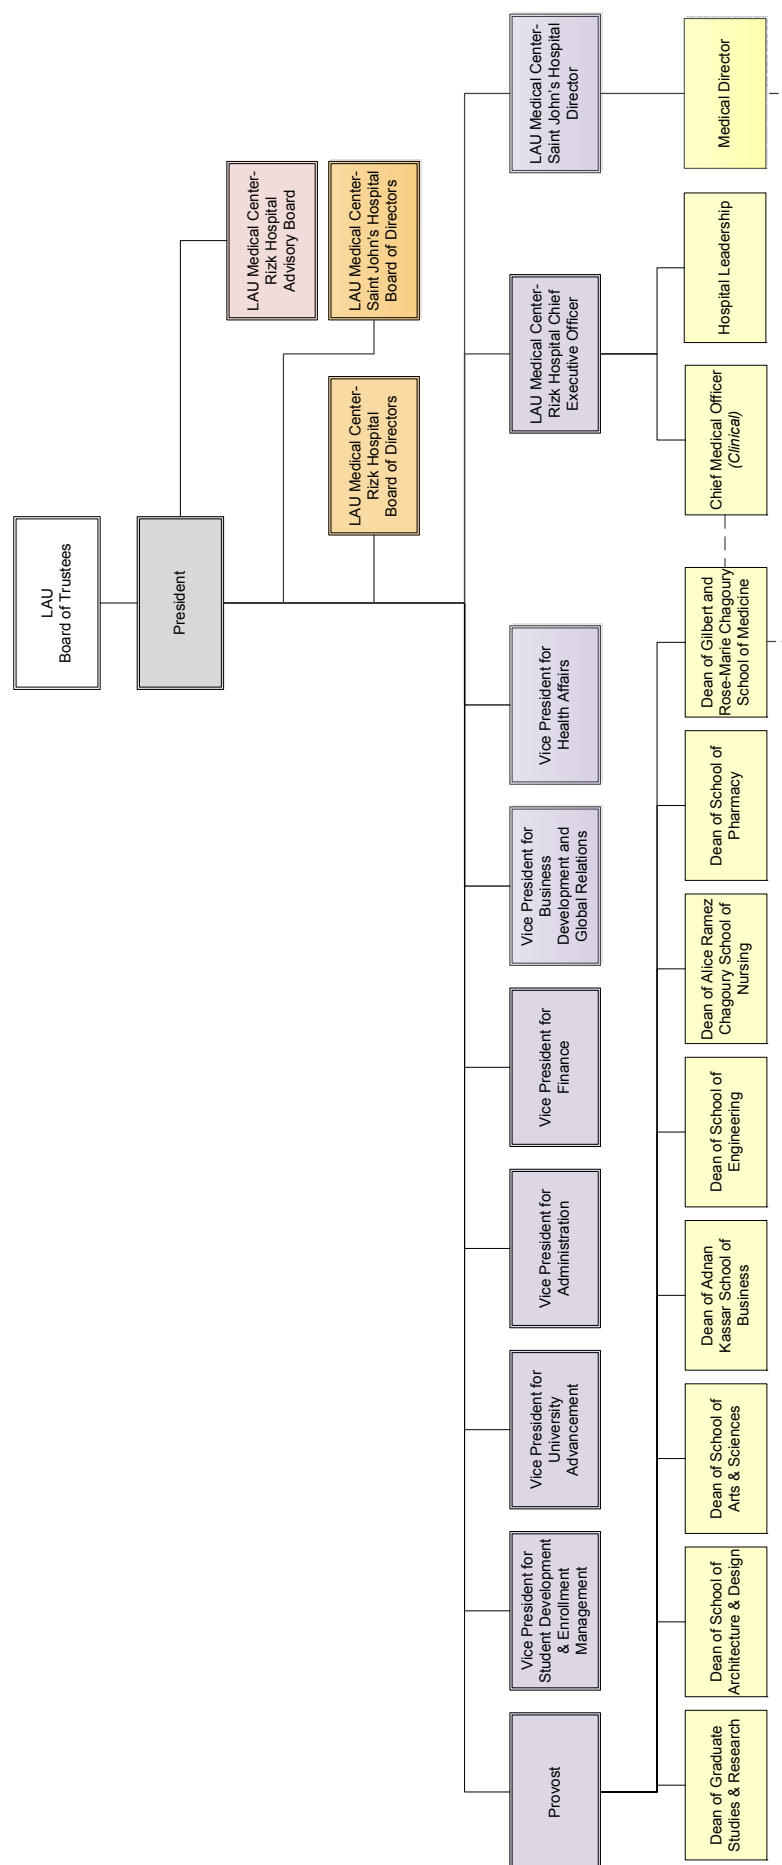 LAU
Board of Trustees
President
LAU Medical Center-
Rizk Hospital
Advisory Board
LAU Medical Center-
Rizk Hospital
Board of Directors
LAU Medical Center-
Saint John's Hospital
Board of Directors
Provost
Vice President for
Student Development
& Enrollment
Management
Vice President for
University
Advancement
Vice President for
Administration
Vice President for
Finance
Vice President for
Business
Development and
Global Relations
Vice President for
Health Affairs
LAU Medical Center-
Rizk Hospital Chief
Executive Officer
LAU Medical Center-
Saint John's Hospital
Director
Dean of Graduate
Studies & Research
Dean of School of
Architecture & Design
Dean of School of
Arts & Sciences
Dean of Adnan
Kassar School of
Business
Dean of School of
Engineering
Dean of Alice Ramez
Chagoury School of
Nursing
Dean of School of
Pharmacy
Dean of Gilbert and
Rose-Marie Chagoury
School of Medicine
Chief Medical Officer
(Clinical)
Hospital Leadership
Medical Director